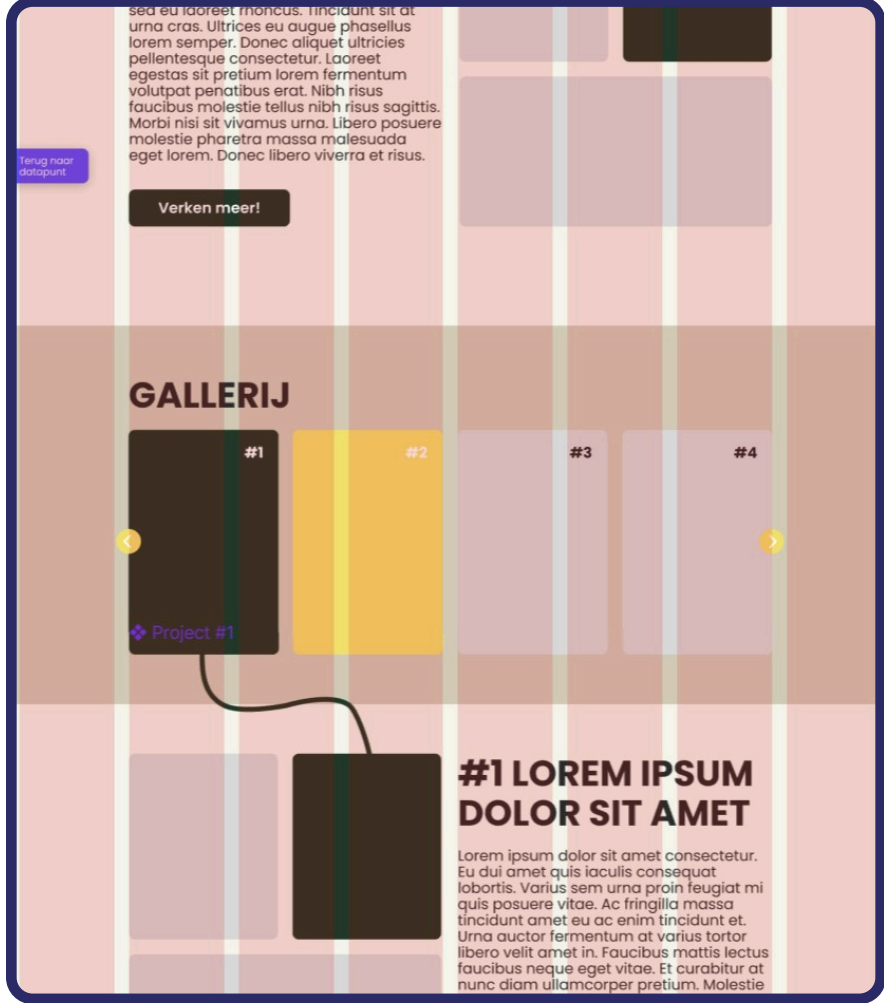 sed eu laoreet rhoncus. Tincidunt sit at
urna cras. Ultrices eu augue phasellus
lorem semper. Donec aliquet ultricies
pellentesque consectetur. Laoreet
egestas sit pretium lorem fermentum
volutpat penatibus erat. Nibh risus
faucibus molestie tellus nibh risus sagittis.
Morbi nisi sit vivamus urna. Libero posuere
molestie pharetra massa malesuada
eget lorem. Donec libero viverra et risus.
Terug naar
datapunt
Verken meer!
GALLERIJ
#1
#2
#3
#4
Project #1
#1 LOREM IPSUM
DOLOR SIT AMET
Lorem ipsum dolor sit amet consectetur.
Eu dui amet quis iaculis consequat
lobortis. Varius sem urna proin feugiat mi
quis posuere vitae. Ac fringilla massa
tincidunt amet eu ac enim tincidunt et.
Urna auctor fermentum at varius tortor
libero velit amet in. Faucibus mattis lectus
faucibus neque eget vitae. Et curabitur at
nunc diam ullamcorper pretium. Molestie